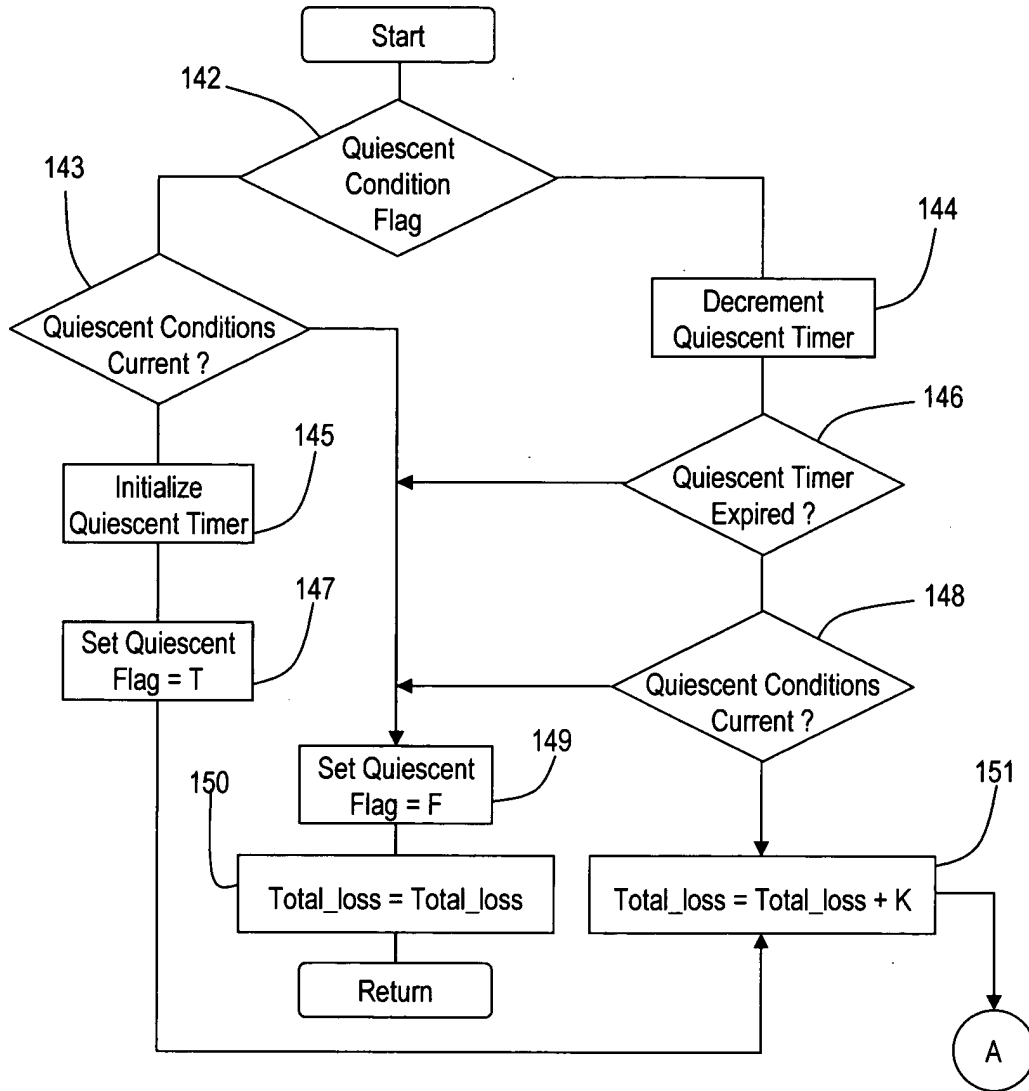 Start
142
Quiescent
Condition
Flag
143
Quiescent Conditions
Current ?
144
Decrement
Quiescent Timer
146
Quiescent Timer
Expired ?
145
Initialize
Quiescent Timer
147
Set Quiescent
Flag = T
148
Quiescent Conditions
Current ?
149
Set Quiescent
Flag = F
150
Total_loss = Total_loss
151
Total_loss = Total_loss + K
Return
A